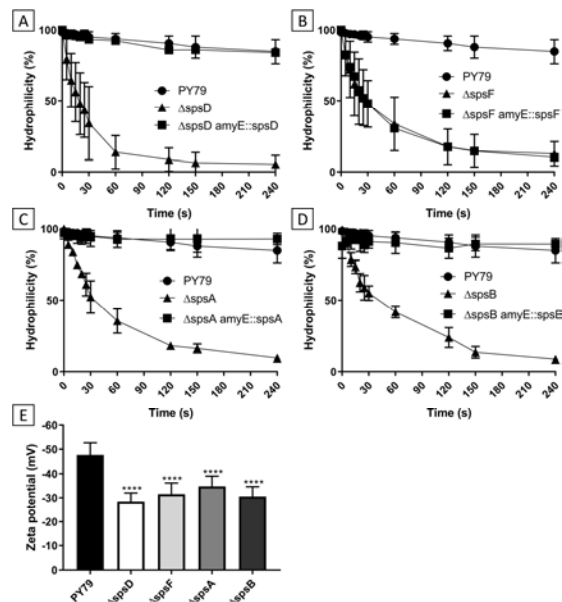 A
Hydrophilicity (%)
100
50
0
PY79
ΔspsD
ΔspsD amyE::spsD
0 30 60 90 120 150 180 210 240
Time (s)
B
Hydrophilicity (%)
100
50
0
PY79
ΔspsF
ΔspsF amyE::spsF
0 30 60 90 120 150 180 210 240
Time (s)
C
Hydrophilicity (%)
100
50
0
PY79
ΔspsA
ΔspsA amyE::spsA
0 30 60 90 120 150 180 210 240
Time (s)
D
Hydrophilicity (%)
100
50
0
PY79
ΔspsB
ΔspsB amyE::spsB
0 30 60 90 120 150 180 210 240
Time (s)
E
Zeta potential (mV)
-60
-50
-40
-30
-20
-10
0
**** **** **** ****
PY79 ΔspsD ΔspsF ΔspsA ΔspsB